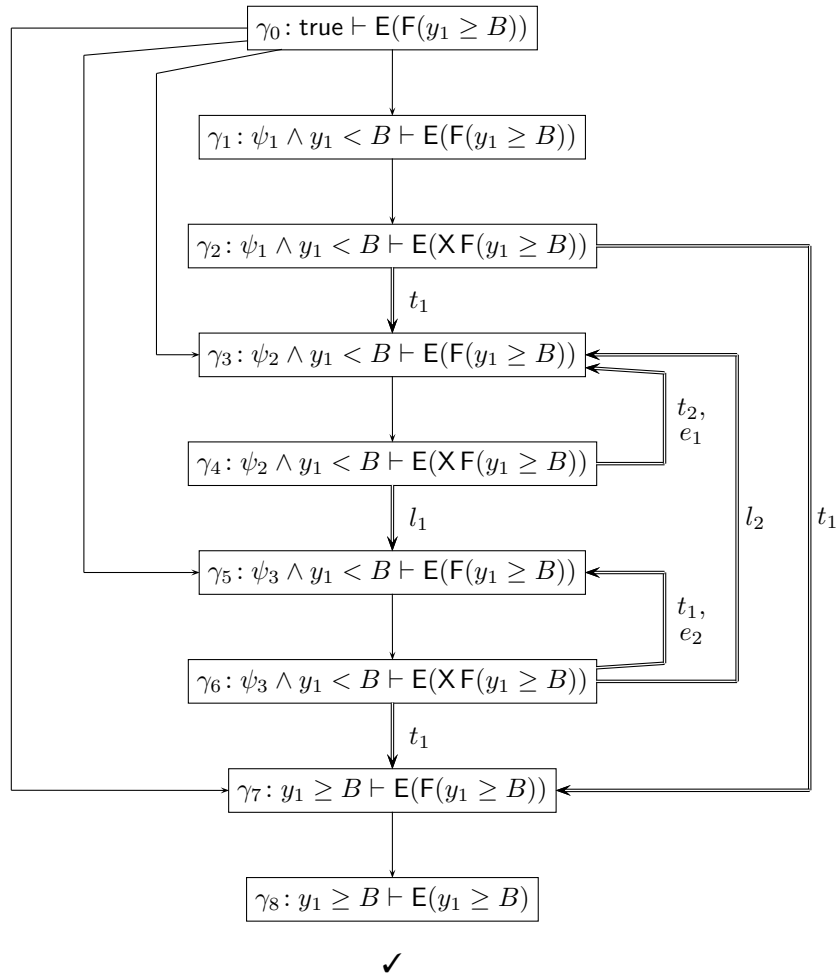 γ₀: true ⊢ E(F(y₁ ≥ B))
γ₁: ψ₁ ∧ y₁ < B ⊢ E(F(y₁ ≥ B))
γ₂: ψ₁ ∧ y₁ < B ⊢ E(X F(y₁ ≥ B))
t₁
γ₃: ψ₂ ∧ y₁ < B ⊢ E(F(y₁ ≥ B))
t₂,
e₁
γ₄: ψ₂ ∧ y₁ < B ⊢ E(X F(y₁ ≥ B))
l₁
l₂
t₁
γ₅: ψ₃ ∧ y₁ < B ⊢ E(F(y₁ ≥ B))
t₁,
e₂
γ₆: ψ₃ ∧ y₁ < B ⊢ E(X F(y₁ ≥ B))
t₁
γ₇: y₁ ≥ B ⊢ E(F(y₁ ≥ B))
γ₈: y₁ ≥ B ⊢ E(y₁ ≥ B)
✓